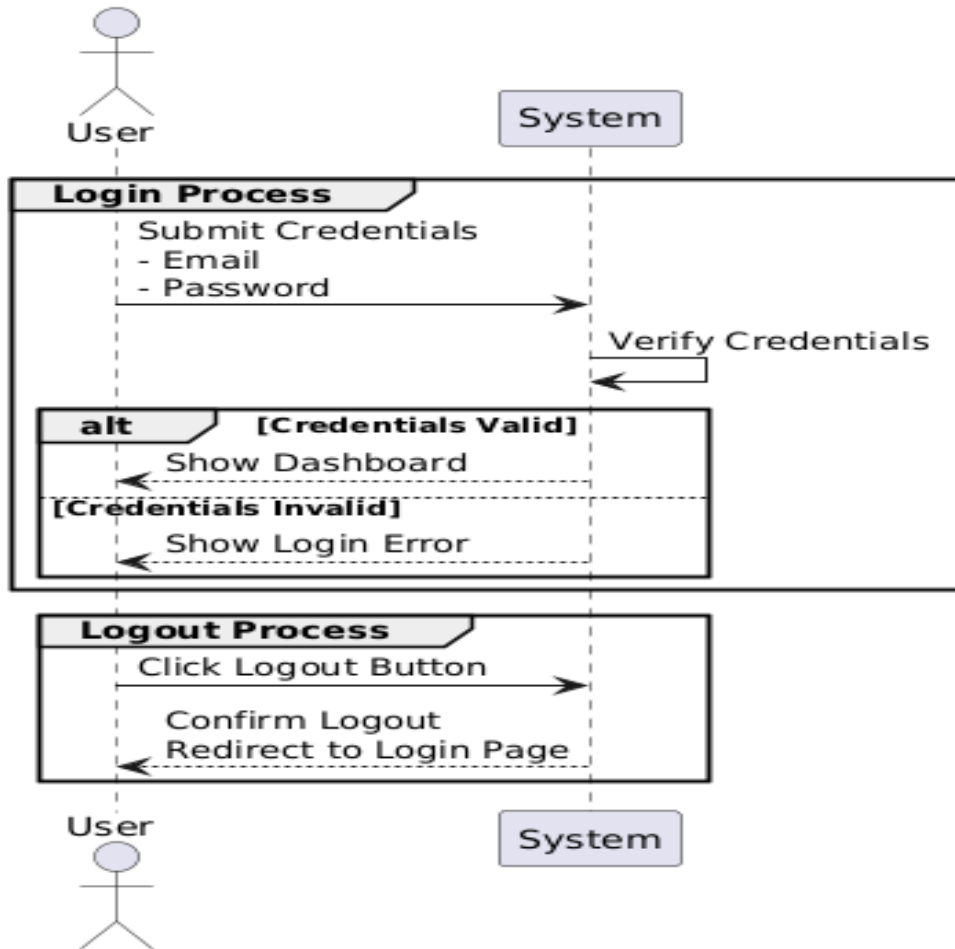 User
System
Login Process
Submit Credentials
- Email
- Password
Verify Credentials
alt [Credentials Valid]
Show Dashboard
[Credentials Invalid]
Show Login Error
Logout Process
Click Logout Button
Confirm Logout
Redirect to Login Page
User
System